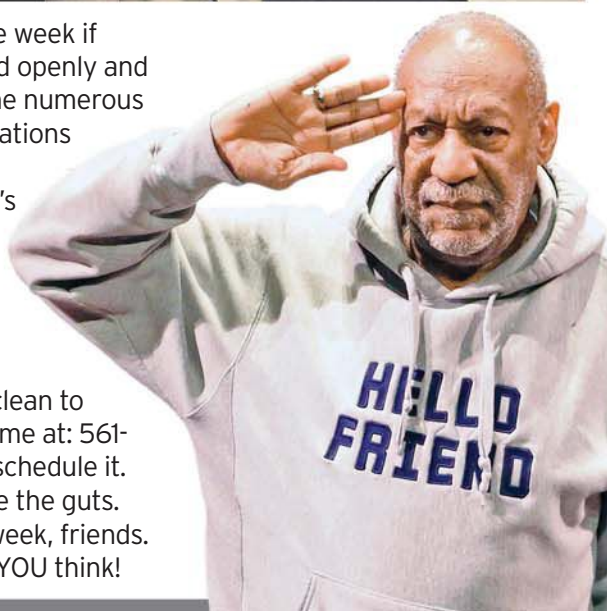 e week if
d openly and
ne numerous
ations
's
clean to
me at: 561-
schedule it.
e the guts.
week, friends.
YOU think!
HELLO
FRIEND